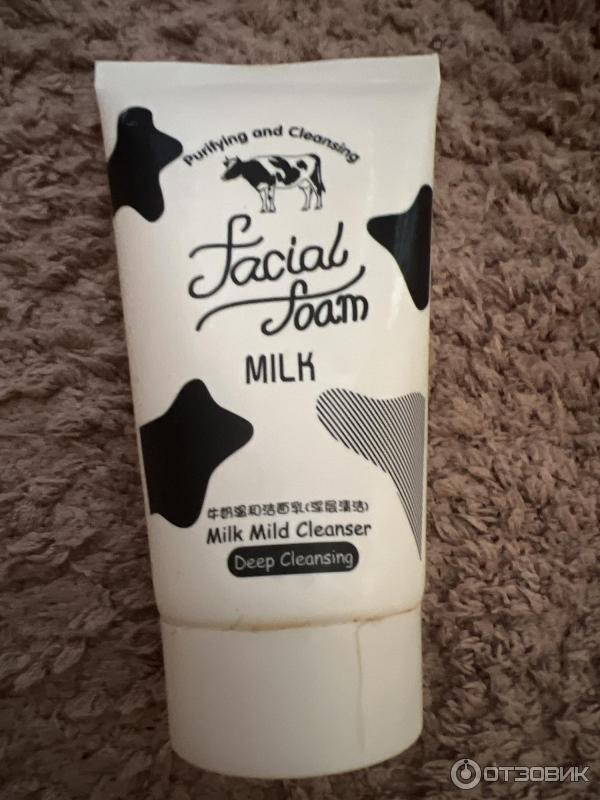 Purifying and Cleansing
facial
foam
MILK
牛奶温和洁面乳(深层清洁)
Milk Mild Cleanser
Deep Cleansing
ОТЗОВИК